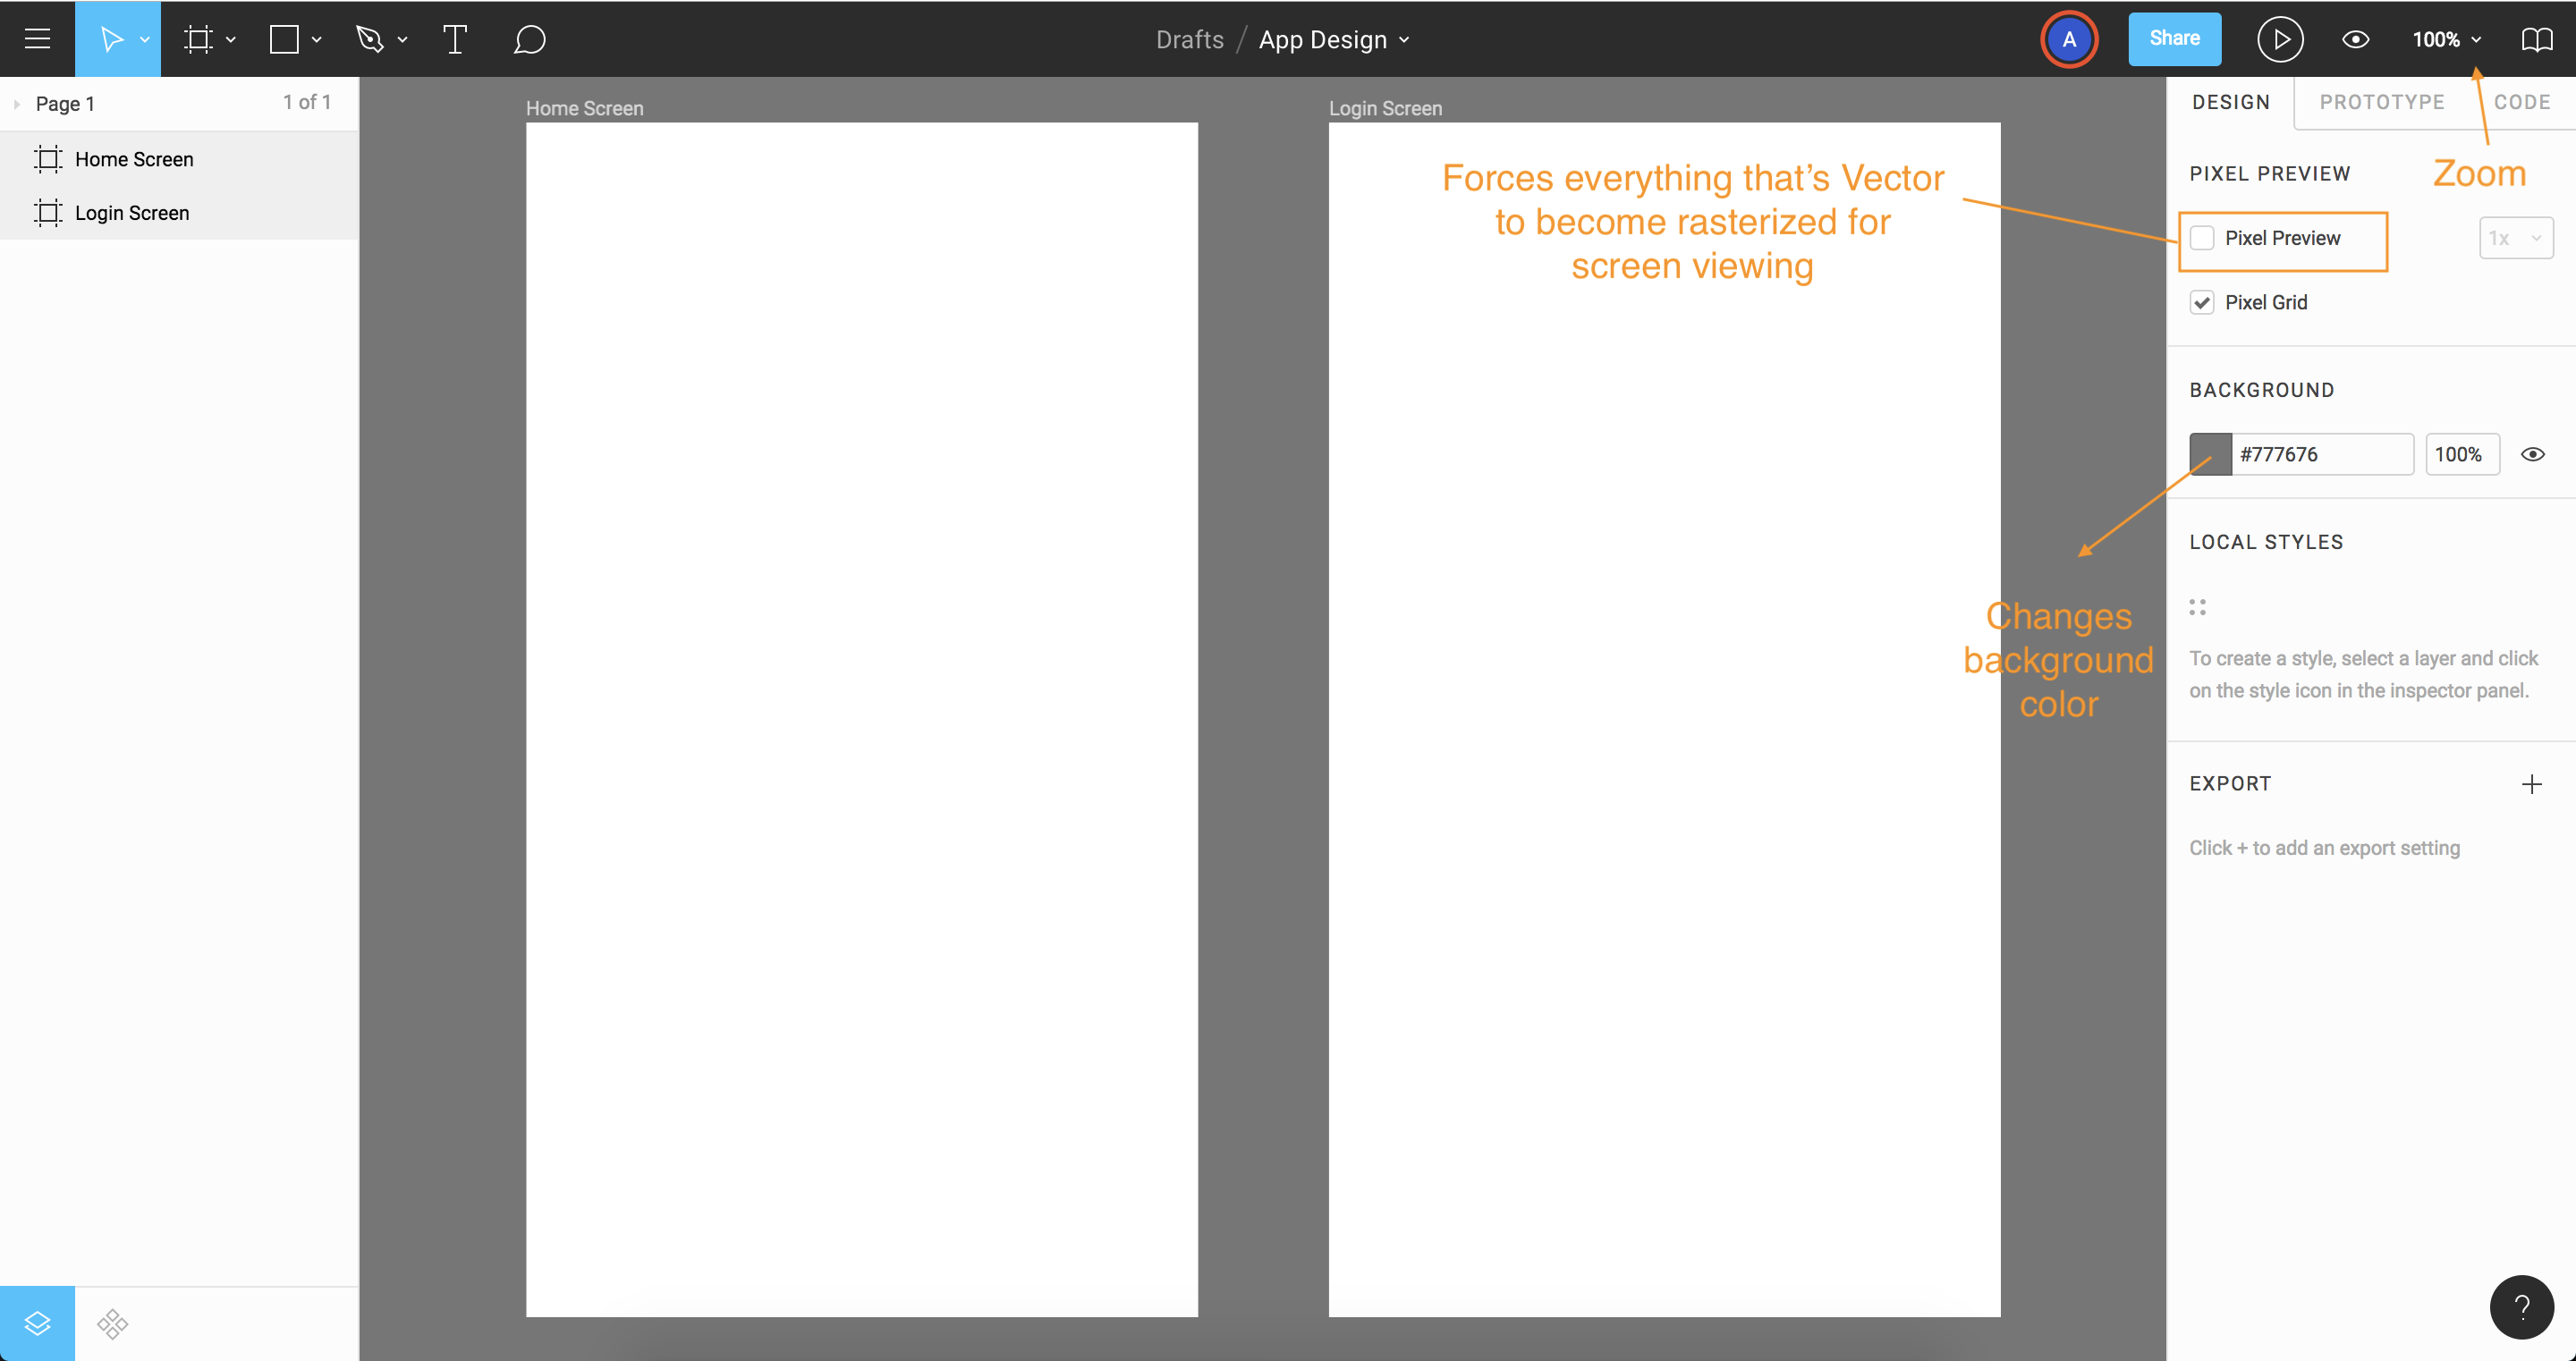 Drafts / App Design
A
Share
100%
Page 1
1 of 1
Home Screen
Login Screen
Home Screen
Login Screen
Forces everything that's Vector
to become rasterized for
screen viewing
Changes
background
color
DESIGN
PROTOTYPE
CODE
Zoom
PIXEL PREVIEW
Pixel Preview
1x
Pixel Grid
BACKGROUND
#777676
100%
LOCAL STYLES
To create a style, select a layer and click
on the style icon in the inspector panel.
EXPORT
+
Click + to add an export setting
?